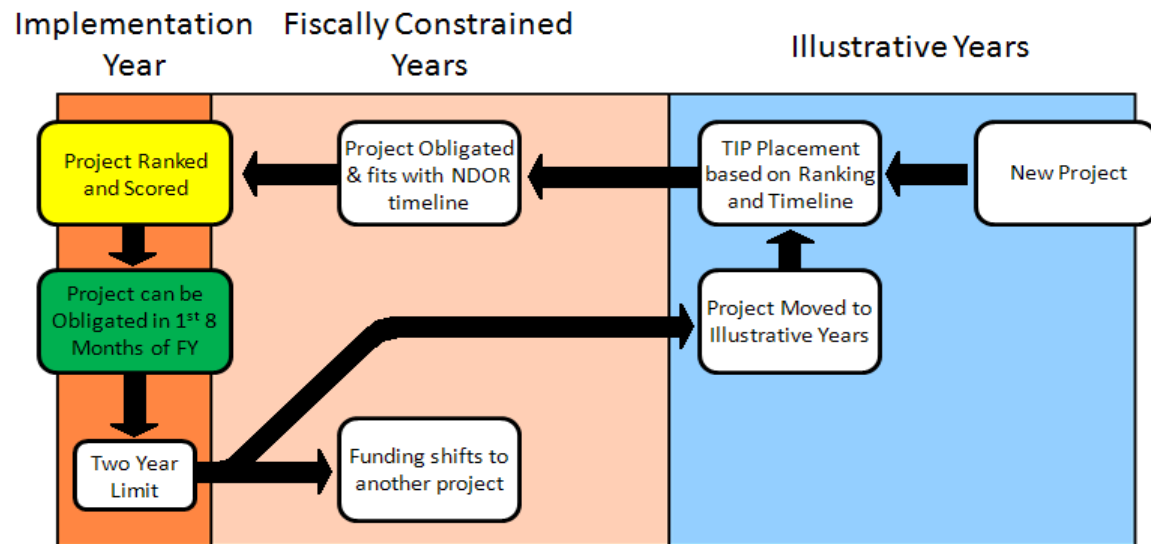 Implementation
Year
Fiscally Constrained
Years
Illustrative Years
Project Ranked
and Scored
Project Obligated
& fits with NDOR
timeline
TIP Placement
based on Ranking
and Timeline
New Project
Project can be
Obligated in 1st 8
Months of FY
Project Moved to
Illustrative Years
Two Year
Limit
Funding shifts to
another project